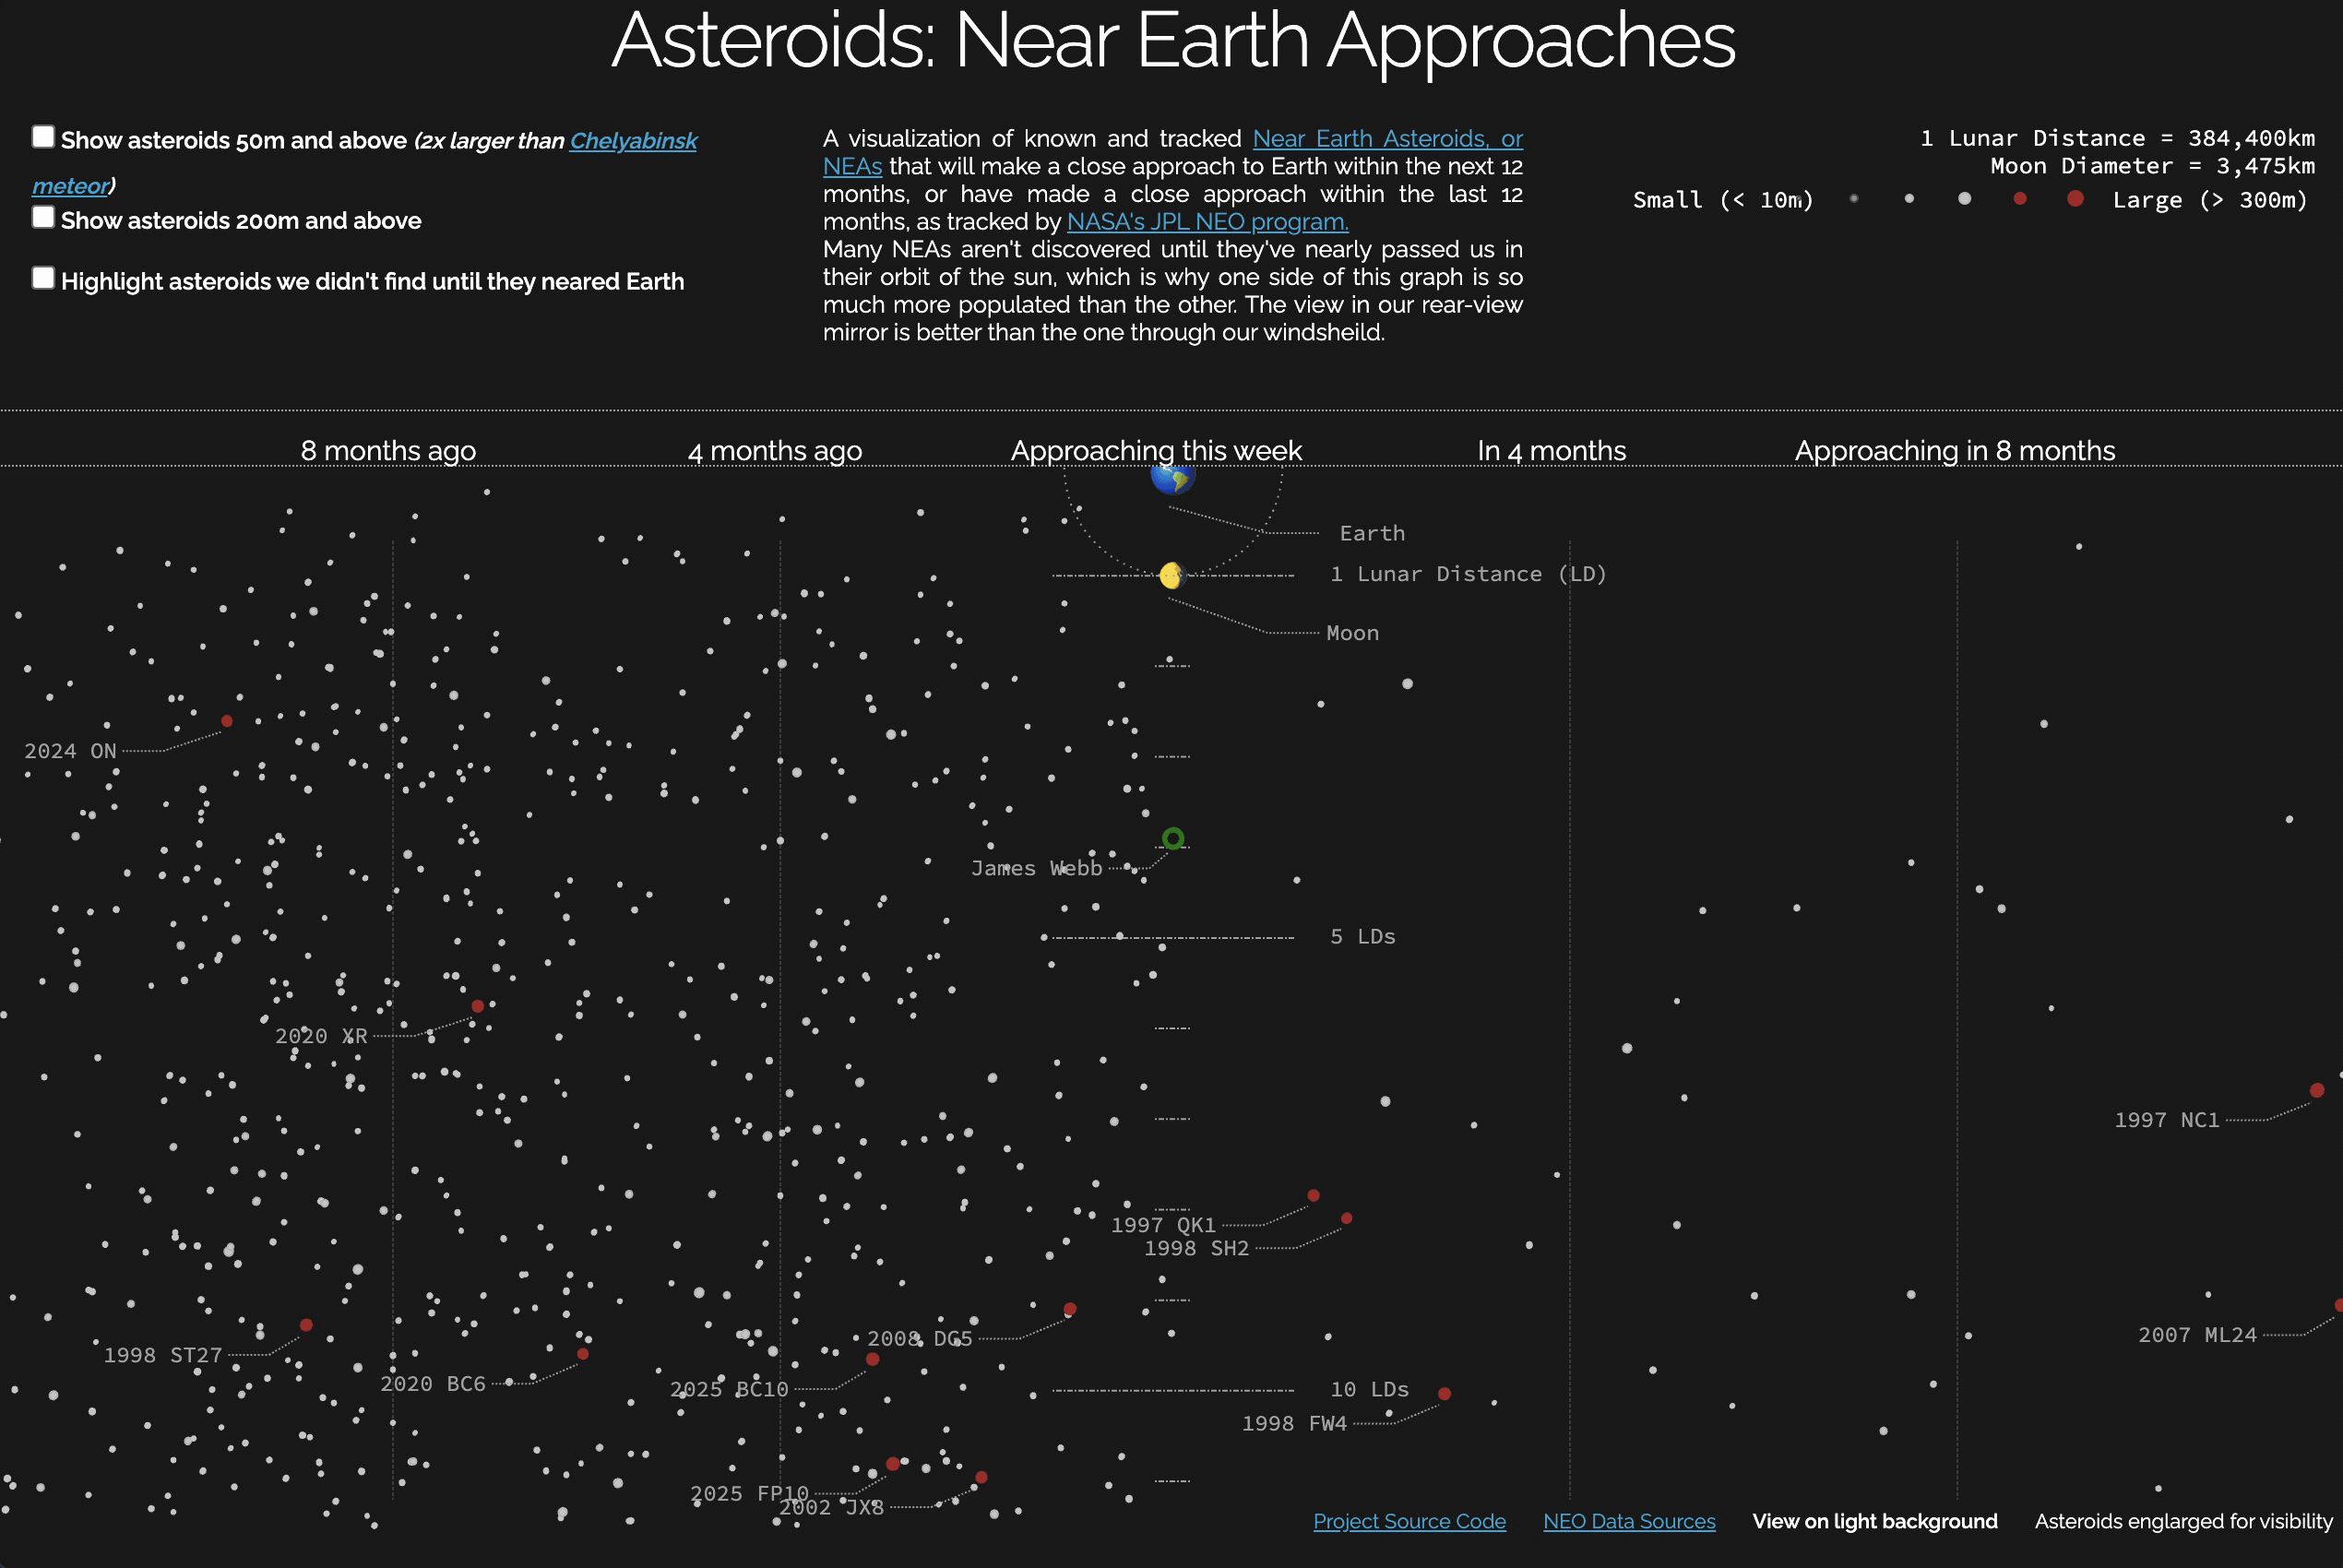 Asteroids: Near Earth Approaches
Show asteroids 50m and above (2x larger than Chelyabinsk
meteor)
Show asteroids 200m and above
Highlight asteroids we didn't find until they neared Earth
A visualization of known and tracked Near Earth Asteroids, or
NEAs that will make a close approach to Earth within the next 12
months, or have made a close approach within the last 12
months, as tracked by NASA's JPL NEO program.
Many NEAs aren't discovered until they've nearly passed us in
their orbit of the sun, which is why one side of this graph is so
much more populated than the other. The view in our rear-view
mirror is better than the one through our windsheild.
1 Lunar Distance = 384,400km
Moon Diameter = 3,475km
Small (< 10m) Large (> 300m)
8 months ago 4 months ago Approaching this week In 4 months Approaching in 8 months
Earth
1 Lunar Distance (LD)
Moon
2024 ON
James Webb
5 LDs
2020 XR
1997 NC1
1997 QK1
1998 SH2
2008 DG5
2007 ML24
1998 ST27
2020 BC6
2025 BC10
10 LDs
1998 FW4
2025 FP10
2002 JX8
Project Source Code NEO Data Sources View on light background Asteroids englarged for visibility